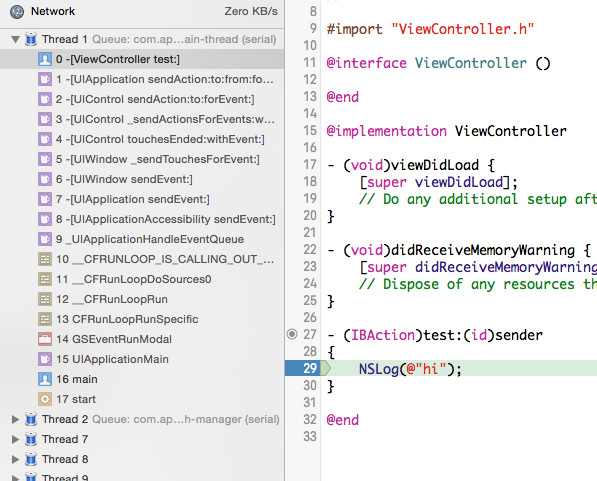 Network Zero KB/s
Thread 1 Queue: com.ap...ain-thread (serial)
0 -[ViewController test:]
1 -[UIApplication sendAction:to:from:fo...
2 -[UIControl sendAction:to:forEvent:]
3 -[UIControl _sendActionsForEvents:w...
4 -[UIControl touchesEnded:withEvent:]
5 -[UIWindow _sendTouchesForEvent:]
6 -[UIWindow sendEvent:]
7 -[UIApplication sendEvent:]
8 -[UIApplicationAccessibility sendEvent:]
9 _UIApplicationHandleEventQueue
10 __CFRUNLOOP_IS_CALLING_OUT_...
11 __CFRunLoopDoSources0
12 __CFRunLoopRun
13 CFRunLoopRunSpecific
14 GSEventRunModal
15 UIApplicationMain
16 main
17 start
Thread 2 Queue: com.ap...h-manager (serial)
Thread 7
Thread 8
Thread 9
8
9 #import "ViewController.h"
10
11 @interface ViewController ()
12
13 @end
14
15 @implementation ViewController
16
17 - (void)viewDidLoad {
18 [super viewDidLoad];
19 // Do any additional setup aft
20 }
21
22 - (void)didReceiveMemoryWarning {
23 [super didReceiveMemoryWarning
24 // Dispose of any resources th
25 }
26
27 - (IBAction)test:(id)sender
28 {
29 NSLog(@"hi");
30 }
31
32 @end
33